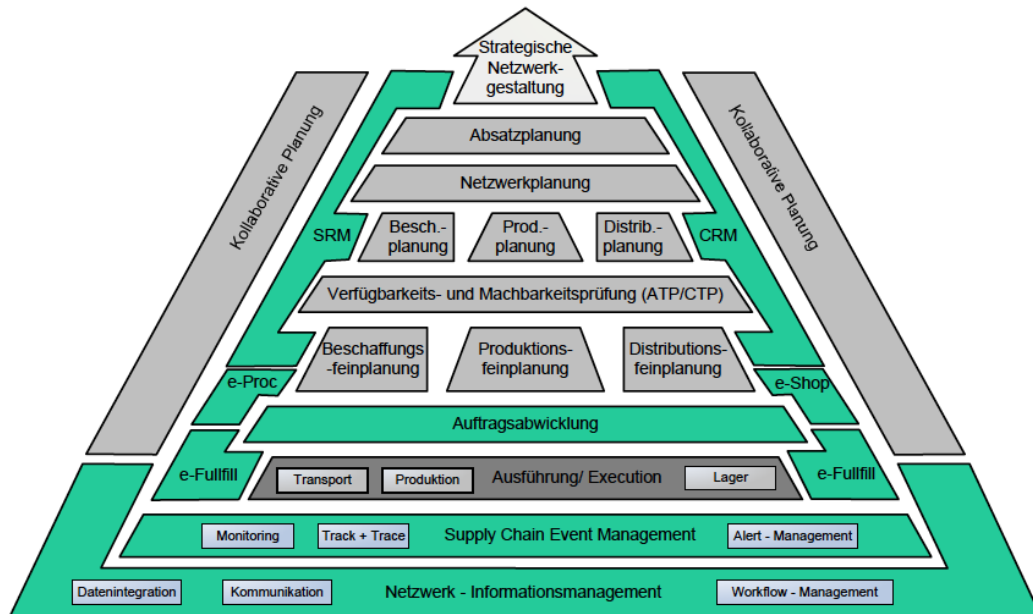 Strategische
Netzwerk-
gestaltung
Kollaborative Planung
Kollaborative Planung
Absatzplanung
Netzwerkplanung
SRM
Besch.-
planung
Prod.-
planung
Distrib.-
planung
CRM
Verfügbarkeits- und Machbarkeitsprüfung (ATP/CTP)
Beschaffungs
-feinplanung
Produktions-
feinplanung
Distributions-
feinplanung
e-Proc
e-Shop
Auftragsabwicklung
e-Fullfill
Transport
Produktion
Ausführung/ Execution
Lager
e-Fullfill
Monitoring
Track + Trace
Supply Chain Event Management
Alert - Management
Datenintegration
Kommunikation
Netzwerk - Informationsmanagement
Workflow - Management